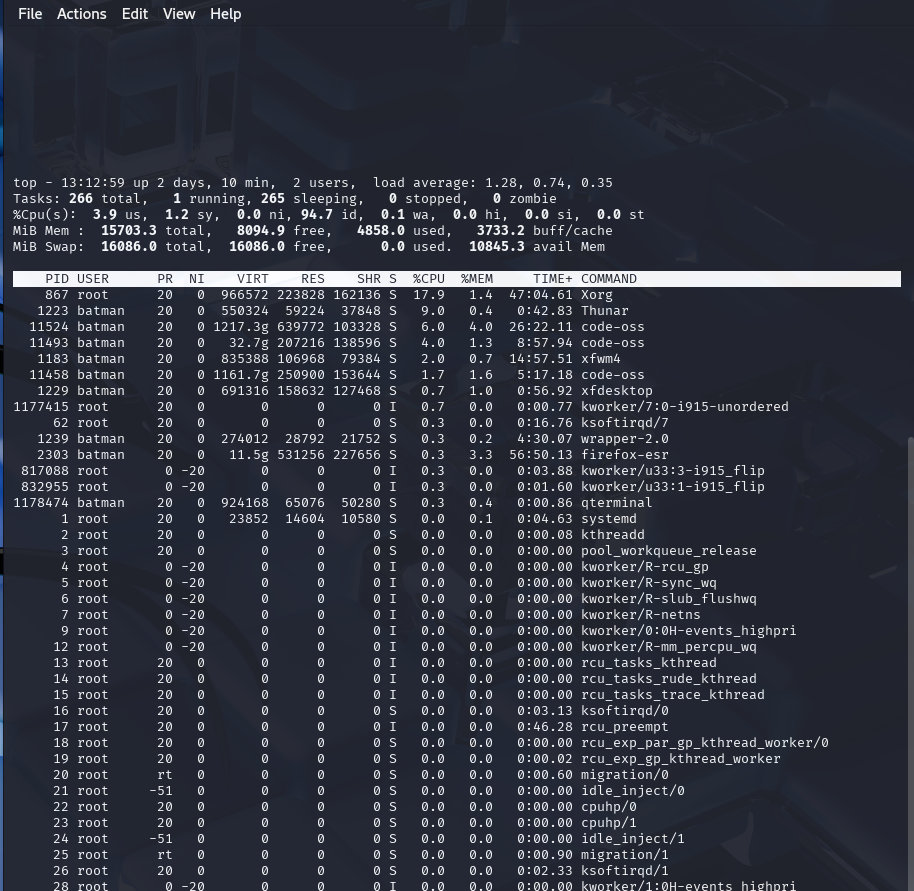 File Actions Edit View Help
top - 13:12:59 up 2 days, 10 min,  2 users,  load average: 1.28, 0.74, 0.35
Tasks: 266 total,   1 running, 265 sleeping,   0 stopped,   0 zombie
%Cpu(s):  3.9 us,  1.2 sy,  0.0 ni, 94.7 id,  0.1 wa,  0.0 hi,  0.0 si,  0.0 st
MiB Mem :  15703.3 total,   8094.9 free,   4858.0 used,   3733.2 buff/cache
MiB Swap:  16086.0 total,  16086.0 free,      0.0 used.  10845.3 avail Mem
    PID USER      PR  NI    VIRT    RES    SHR S  %CPU  %MEM     TIME+ COMMAND
    867 root      20   0  966572 223828 162136 S  17.9   1.4  47:04.61 Xorg
   1223 batman    20   0  550324  59224  37848 S   9.0   0.4   0:42.83 Thunar
  11524 batman    20   0 1217.3g 639772 103328 S   6.0   4.0  26:22.11 code-oss
  11493 batman    20   0   32.7g 207216 138596 S   4.0   1.3   8:57.94 code-oss
   1183 batman    20   0  835388 106968  79384 S   2.0   0.7  14:57.51 xfwm4
  11458 batman    20   0 1161.7g 250900 153644 S   1.7   1.6   5:17.18 code-oss
   1229 batman    20   0  691316 158632 127468 S   0.7   1.0   0:56.92 xfdesktop
1177415 root      20   0       0      0      0 I   0.7   0.0   0:00.77 kworker/7:0-i915-unordered
     62 root      20   0       0      0      0 S   0.3   0.0   0:16.76 ksoftirqd/7
   1239 batman    20   0  274012  28792  21752 S   0.3   0.2   4:30.07 wrapper-2.0
   2303 batman    20   0   11.5g 531256 227656 S   0.3   3.3  56:50.13 firefox-esr
 817088 root       0 -20       0      0      0 I   0.3   0.0   0:03.88 kworker/u33:3-i915_flip
 832955 root       0 -20       0      0      0 I   0.3   0.0   0:01.60 kworker/u33:1-i915_flip
1178474 batman    20   0  924168  65076  50280 S   0.3   0.4   0:00.86 qterminal
      1 root      20   0   23852  14604  10580 S   0.0   0.1   0:04.63 systemd
      2 root      20   0       0      0      0 S   0.0   0.0   0:00.08 kthreadd
      3 root      20   0       0      0      0 S   0.0   0.0   0:00.00 pool_workqueue_release
      4 root       0 -20       0      0      0 I   0.0   0.0   0:00.00 kworker/R-rcu_gp
      5 root       0 -20       0      0      0 I   0.0   0.0   0:00.00 kworker/R-sync_wq
      6 root       0 -20       0      0      0 I   0.0   0.0   0:00.00 kworker/R-slub_flushwq
      7 root       0 -20       0      0      0 I   0.0   0.0   0:00.00 kworker/R-netns
      9 root       0 -20       0      0      0 I   0.0   0.0   0:00.00 kworker/0:0H-events_highpri
     12 root       0 -20       0      0      0 I   0.0   0.0   0:00.00 kworker/R-mm_percpu_wq
     13 root      20   0       0      0      0 I   0.0   0.0   0:00.00 rcu_tasks_kthread
     14 root      20   0       0      0      0 I   0.0   0.0   0:00.00 rcu_tasks_rude_kthread
     15 root      20   0       0      0      0 I   0.0   0.0   0:00.00 rcu_tasks_trace_kthread
     16 root      20   0       0      0      0 S   0.0   0.0   0:03.13 ksoftirqd/0
     17 root      20   0       0      0      0 I   0.0   0.0   0:46.28 rcu_preempt
     18 root      20   0       0      0      0 S   0.0   0.0   0:00.00 rcu_exp_par_gp_kthread_worker/0
     19 root      20   0       0      0      0 S   0.0   0.0   0:00.02 rcu_exp_gp_kthread_worker
     20 root      rt   0       0      0      0 S   0.0   0.0   0:00.60 migration/0
     21 root     -51   0       0      0      0 S   0.0   0.0   0:00.00 idle_inject/0
     22 root      20   0       0      0      0 S   0.0   0.0   0:00.00 cpuhp/0
     23 root      20   0       0      0      0 S   0.0   0.0   0:00.00 cpuhp/1
     24 root     -51   0       0      0      0 S   0.0   0.0   0:00.00 idle_inject/1
     25 root      rt   0       0      0      0 S   0.0   0.0   0:00.90 migration/1
     26 root      20   0       0      0      0 S   0.0   0.0   0:02.33 ksoftirqd/1
     28 root       0 -20       0      0      0 I   0.0   0.0   0:00.00 kworker/1:0H-events_highpri